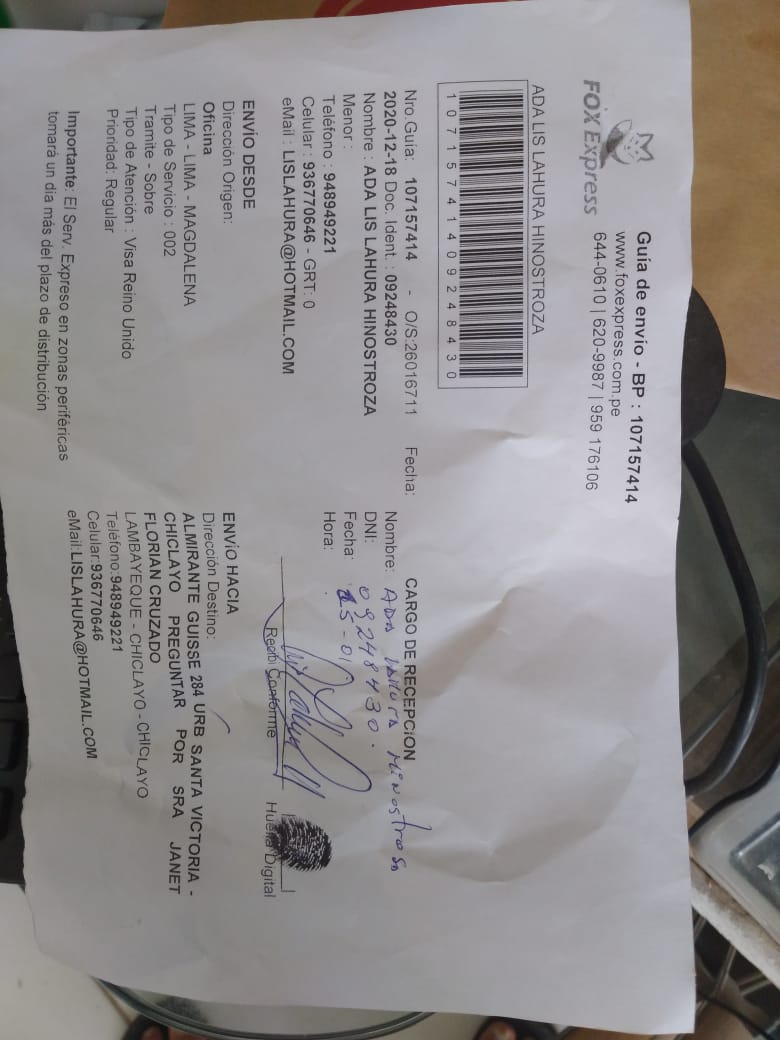 FOX Express
Guía de envío - BP : 107157414
www.foxexpress.com.pe
644-0610 | 620-9987 | 959 176106
ADA LIS LAHURA HINOSTROZA
10715741409248430
Nro.Guía: 107157414 - O/S:26016711 Fecha:
2020-12-18 Doc. Ident. : 09248430
Nombre : ADA LIS LAHURA HINOSTROZA
Menor :
Teléfono : 948949221
Celular : 936770646 - GRT: 0
eMail : LISLAHURA@HOTMAIL.COM
ENVÍO DESDE
Dirección Origen:
Oficina
LIMA - LIMA - MAGDALENA
Tipo de Servicio : 002
Tramite - Sobre
Tipo de Atención : Visa Reino Unido
Prioridad: Regular
Importante: El Serv. Expreso en zonas periféricas
tomará un dia más del plazo de distribución
CARGO DE RECEPCIÓN
Nombre: ADA Lahura Hinostroza
DNI: 09248430.
Fecha: 25-01
Hora:
Recibí Conforme
Huella Digital
ENVÍO HACIA
Dirección Destino:
ALMIRANTE GUISSE 284 URB SANTA VICTORIA -
CHICLAYO PREGUNTAR POR SRA JANET
FLORIAN CRUZADO
LAMBAYEQUE - CHICLAYO - CHICLAYO
Teléfono:948949221
Celular:936770646
eMail:LISLAHURA@HOTMAIL.COM